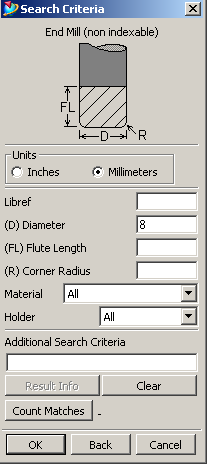 Search Criteria
End Mill (non indexable)
FL
D
R
Units
Inches
Millimeters
Libref
(D) Diameter 8
(FL) Flute Length
(R) Corner Radius
Material All
Holder All
Additional Search Criteria
Result Info Clear
Count Matches -
OK Back Cancel